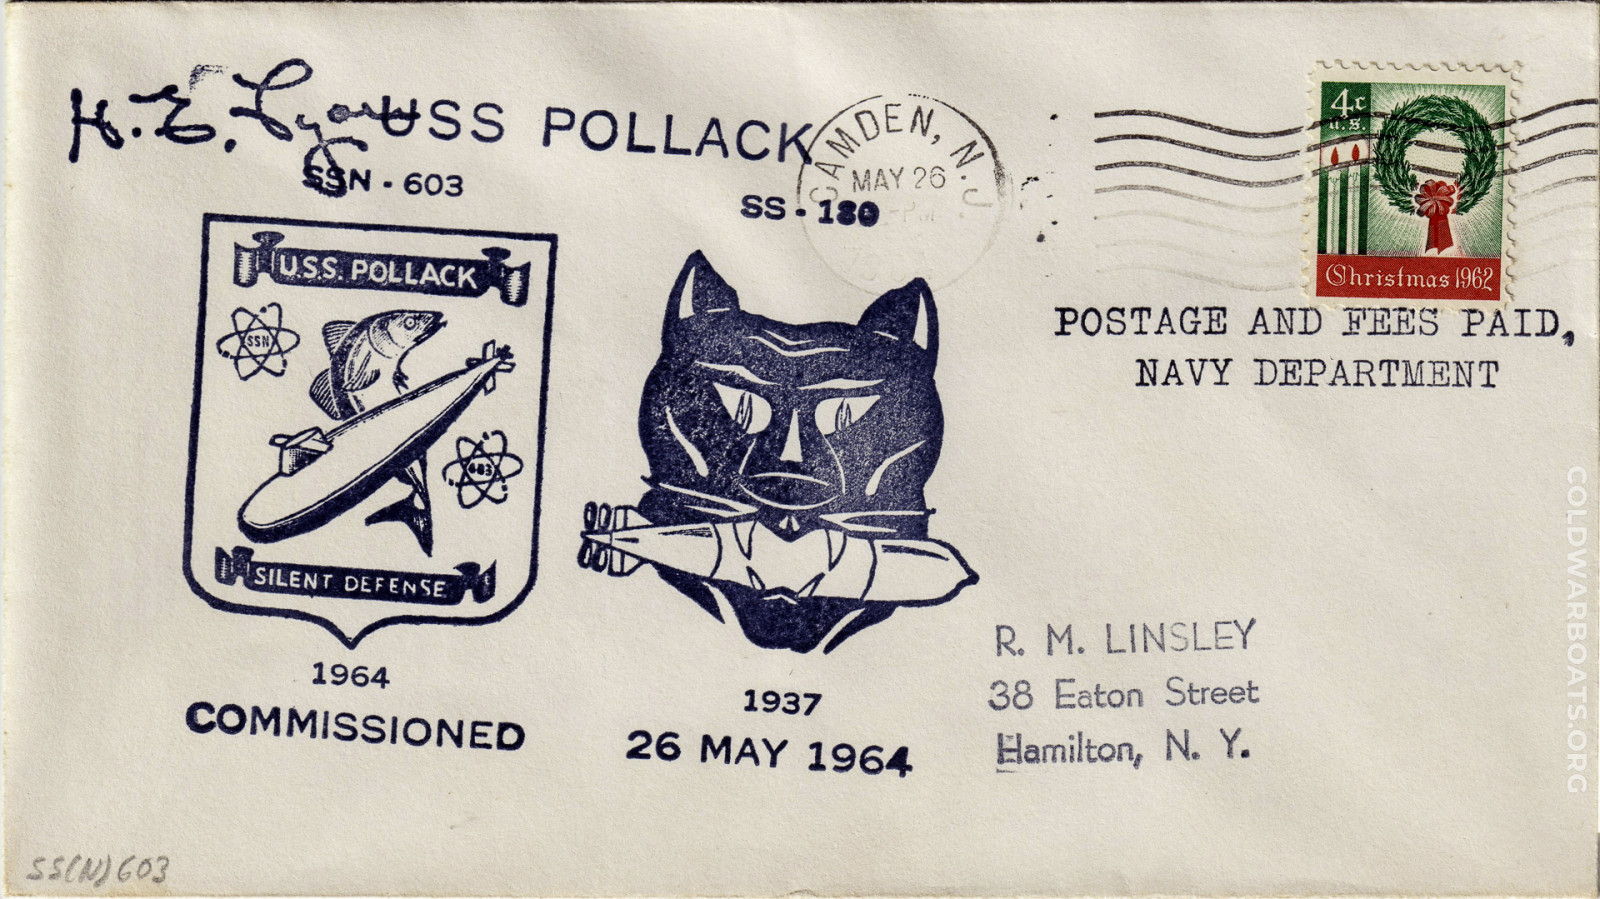 H. E. Lyon
USS POLLACK
SSN - 603
SS - 180
CAMDEN, N.J.
MAY 26
PM
4c
U.S.
Christmas 1962
POSTAGE AND FEES PAID,
NAVY DEPARTMENT
U.S.S. POLLACK
SSN
603
SILENT DEFENSE
1964
COMMISSIONED
1937
26 MAY 1964
R. M. LINSLEY
38 Eaton Street
Hamilton, N. Y.
SS(N)603
COLDWARBOATS.ORG